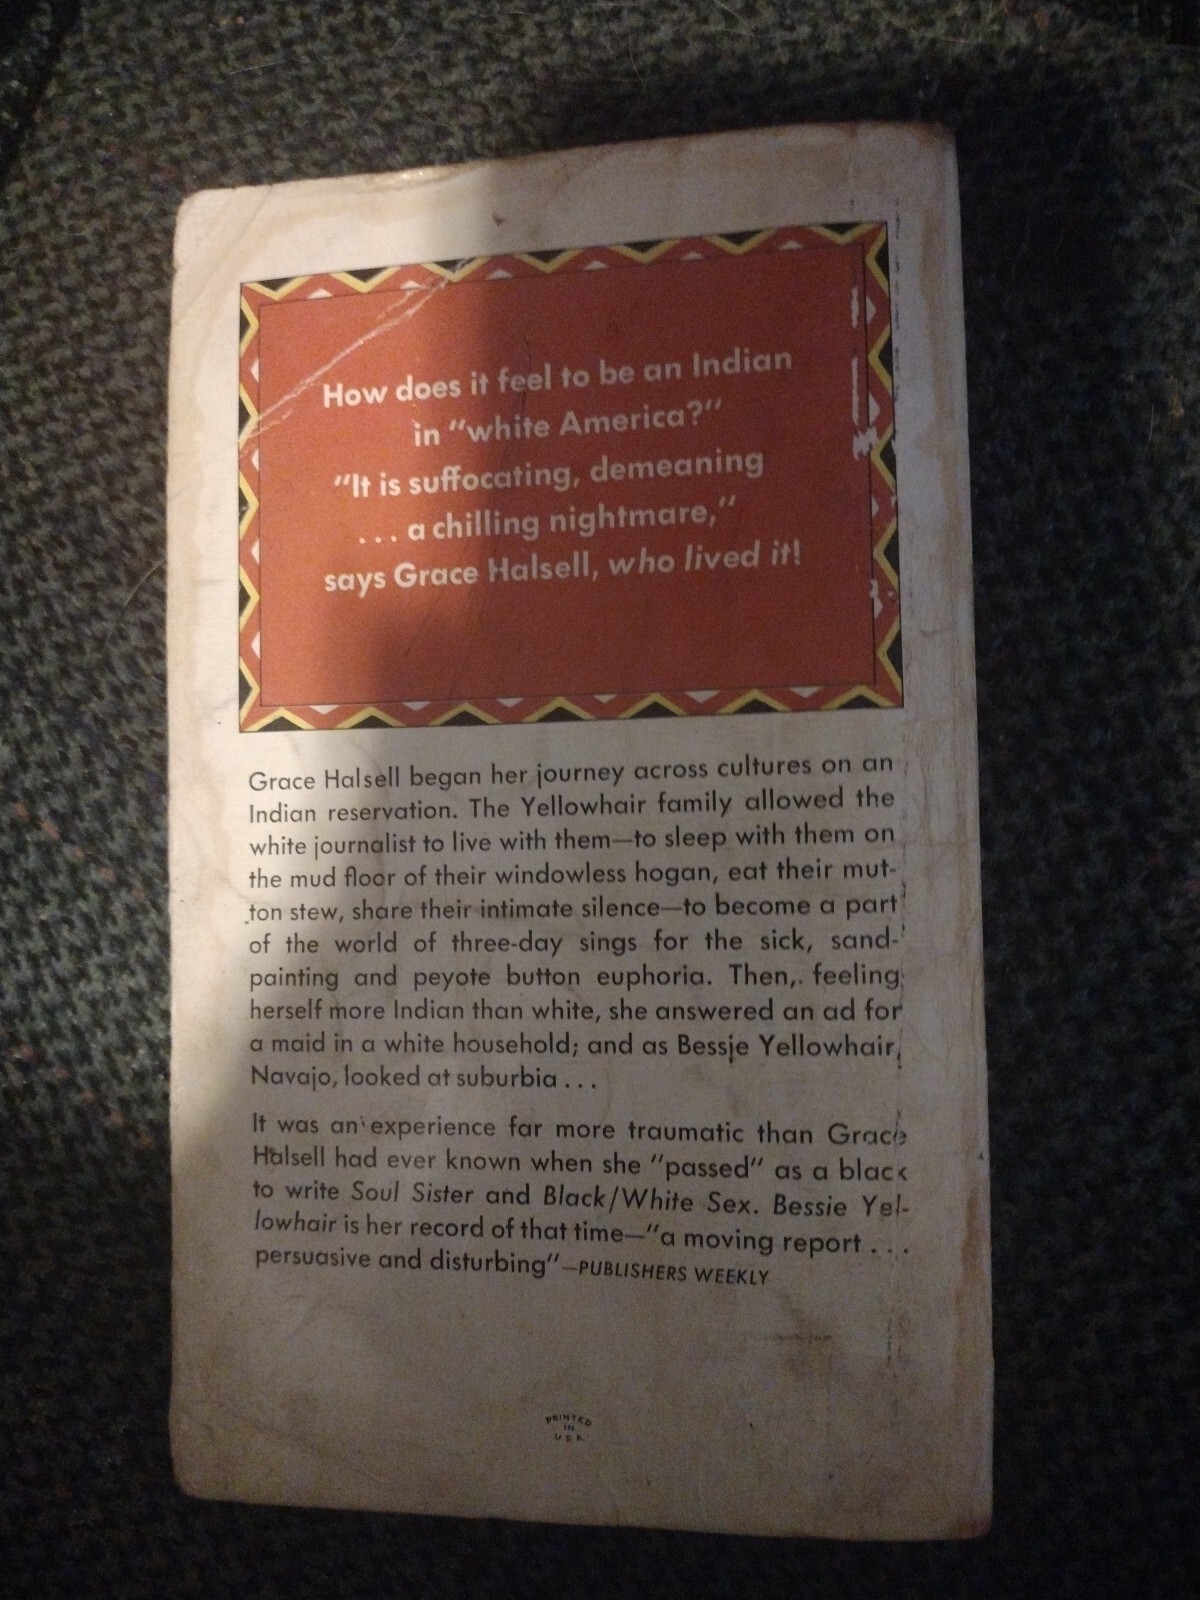 How does it feel to be an Indian
in "white America?"
"It is suffocating, demeaning
... a chilling nightmare,"
says Grace Halsell, who lived it!
Grace Halsell began her journey across cultures on an
Indian reservation. The Yellowhair family allowed the
white journalist to live with them—to sleep with them on
the mud floor of their windowless hogan, eat their mut-
ton stew, share their intimate silence—to become a part
of the world of three-day sings for the sick, sand-
painting and peyote button euphoria. Then, feeling
herself more Indian than white, she answered an ad for
a maid in a white household; and as Bessie Yellowhair,
Navajo, looked at suburbia ...
It was an experience far more traumatic than Grace
Halsell had ever known when she "passed" as a black
to write Soul Sister and Black/White Sex. Bessie Yel-
lowhair is her record of that time—"a moving report ...
persuasive and disturbing"—PUBLISHERS WEEKLY
PRINTED
IN
U.S.A.